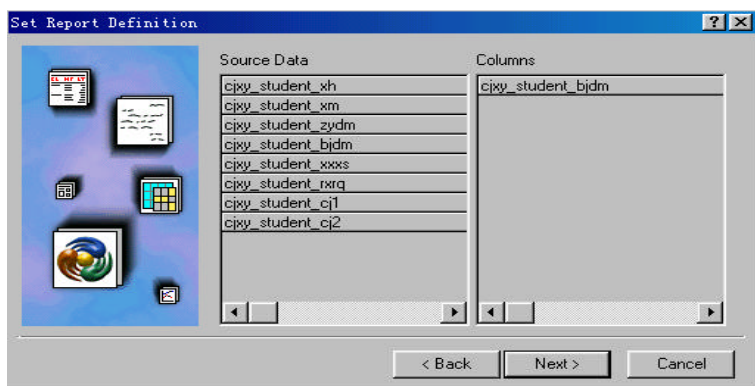 Set Report Definition
Source Data
cjxy_student_xh
cjxy_student_xm
cjxy_student_zydm
cjxy_student_bjdm
cjxy_student_xxxs
cjxy_student_rxrq
cjxy_student_cj1
cjxy_student_cj2
Columns
cjxy_student_bjdm
< Back
Next >
Cancel